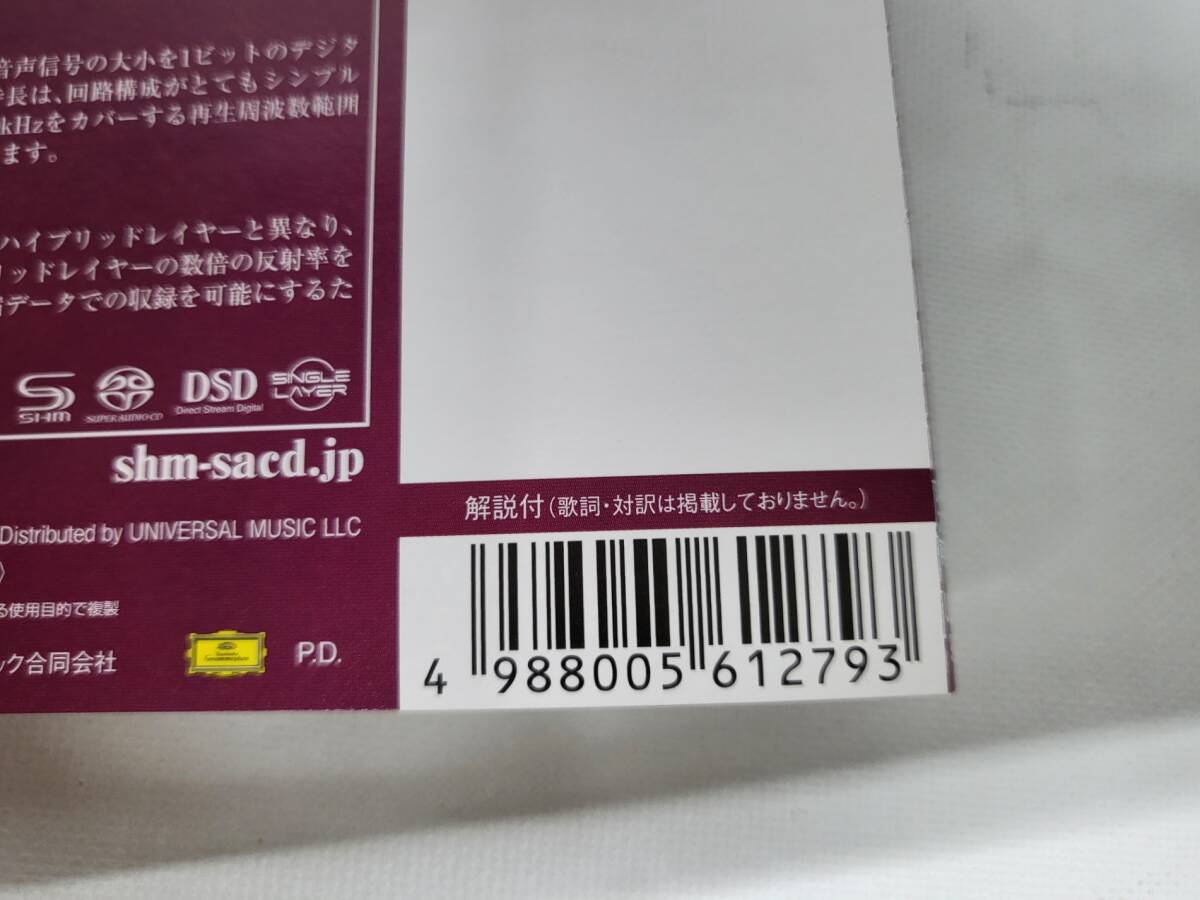 音声信号の大小を1ビットのデジタ
長は、回路構成がとてもシンプル
kHzをカバーする再生周波数範囲
ます。
ハイブリッドレイヤーと異なり、
リッドレイヤーの数倍の反射率を
データでの収録を可能にするた
SHM
SUPER AUDIO CD
DSD
Direct Stream Digital
SINGLE LAYER
shm-sacd.jp
Distributed by UNIVERSAL MUSIC LLC
る使用目的で複製
ック合同会社
Deutsche Grammophon
P.D.
解説付(歌詞・対訳は掲載しておりません。)
4 988005 612793